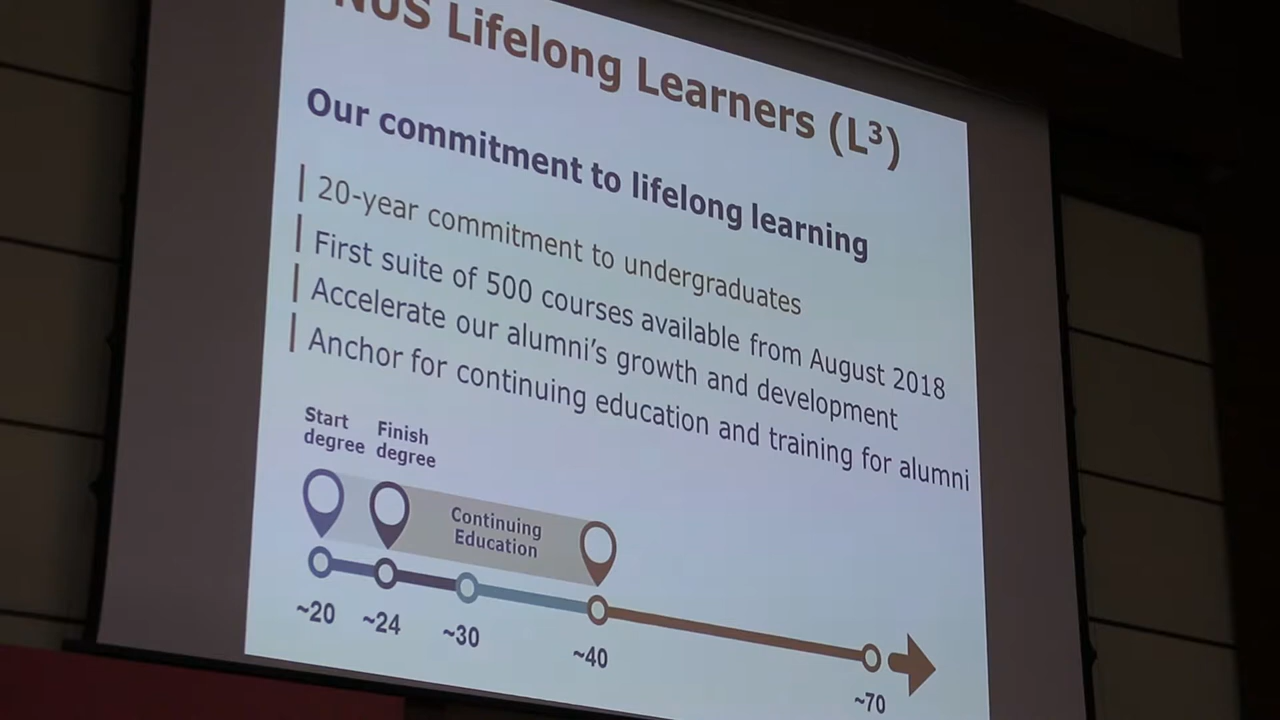 NUS Lifelong Learners (L³)
Our commitment to lifelong learning
20-year commitment to undergraduates
First suite of 500 courses available from August 2018
Accelerate our alumni's growth and development
Anchor for continuing education and training for alumni
Start
degree
Finish
degree
Continuing
Education
~20
~24
~30
~40
~70